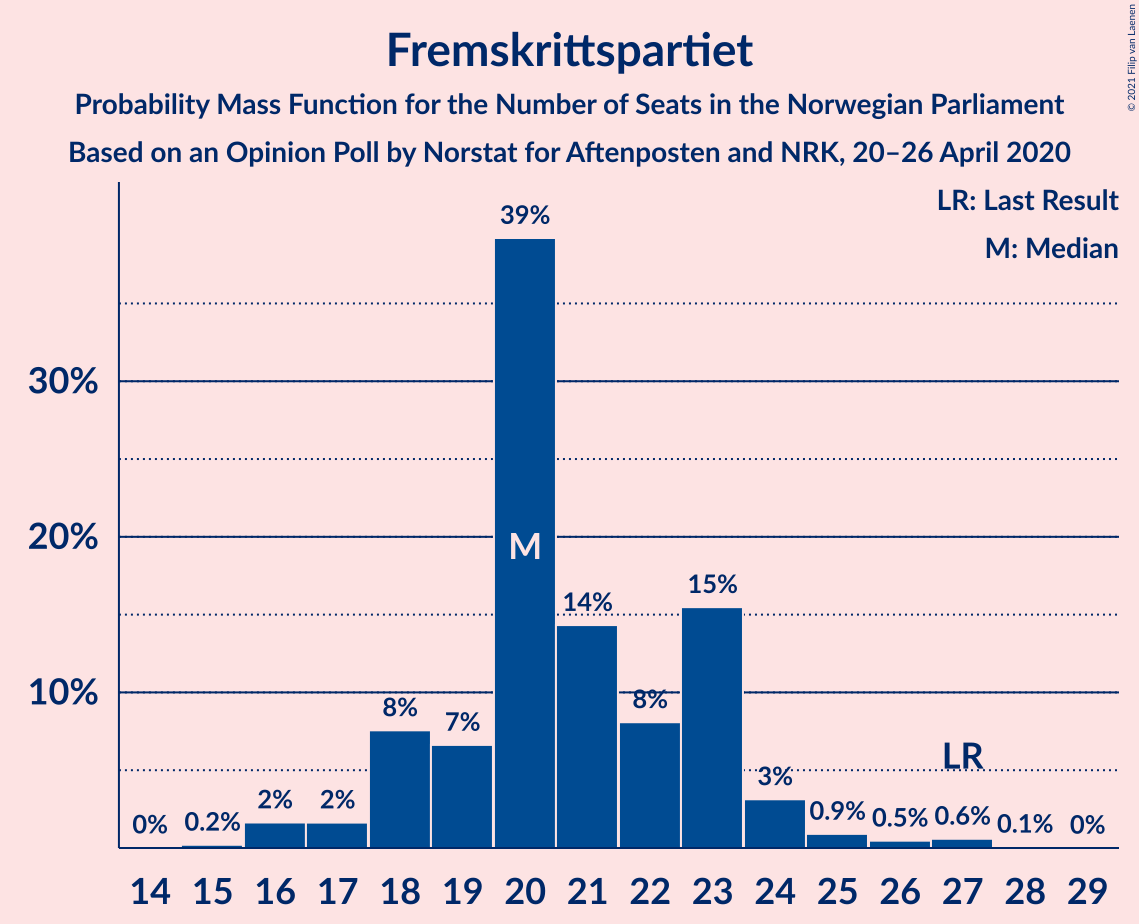 Fremskrittspartiet
Probability Mass Function for the Number of Seats in the Norwegian Parliament
Based on an Opinion Poll by Norstat for Aftenposten and NRK, 20–26 April 2020
© 2021 Filip van Laenen
LR: Last Result
M: Median
30%
20%
10%
0%
0.2%
2%
2%
8%
7%
39%
M
14%
8%
15%
3%
0.9%
0.5%
0.6%
LR
0.1%
0%
14 15 16 17 18 19 20 21 22 23 24 25 26 27 28 29